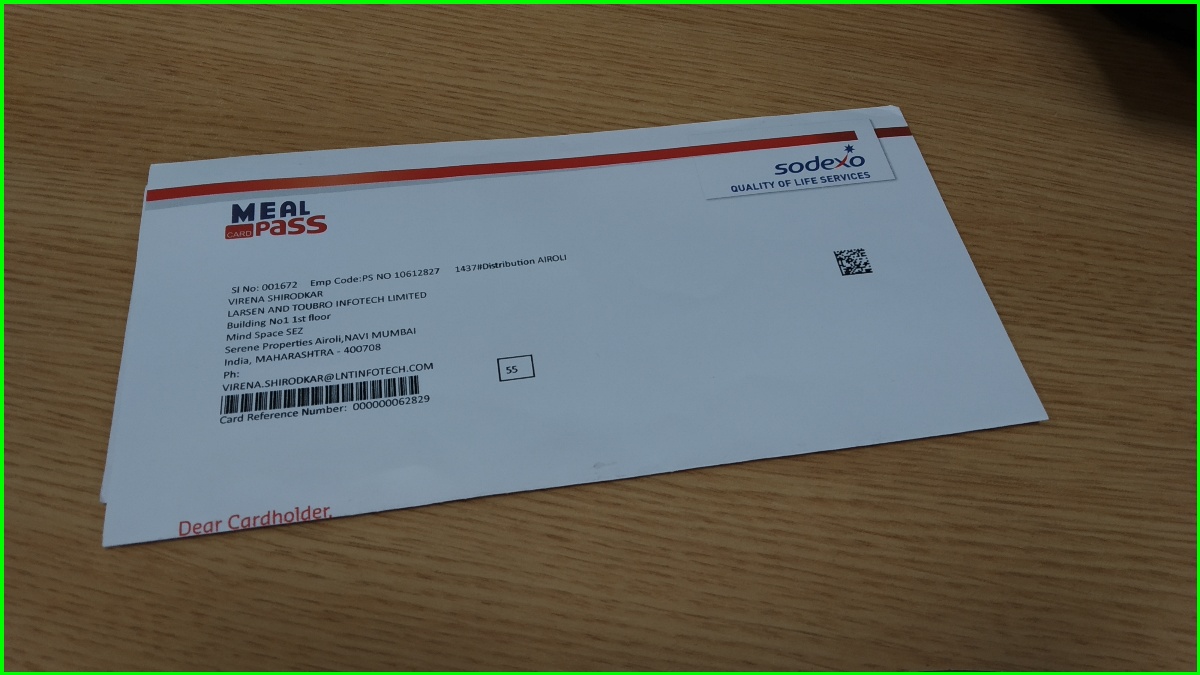 sodexo
QUALITY OF LIFE SERVICES
MEAL
CARD PASS
Sl No: 001672 Emp Code:PS NO 10612827 1437#Distribution AIROLI
VIRENA SHIRODKAR
LARSEN AND TOUBRO INFOTECH LIMITED
Building No1 1st floor
Mind Space SEZ
Serene Properties Airoli,NAVI MUMBAI
India, MAHARASHTRA - 400708
Ph:
VIRENA.SHIRODKAR@LNTINFOTECH.COM
55
Card Reference Number: 000000062829
Dear Cardholder,